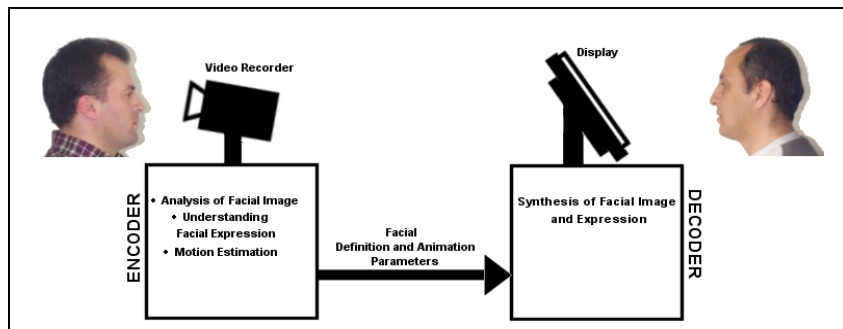 Video Recorder
Display
ENCODER
• Analysis of Facial Image
• Understanding
Facial Expression
• Motion Estimation
Facial
Definition and Animation
Parameters
Synthesis of Facial Image
and Expression
DECODER